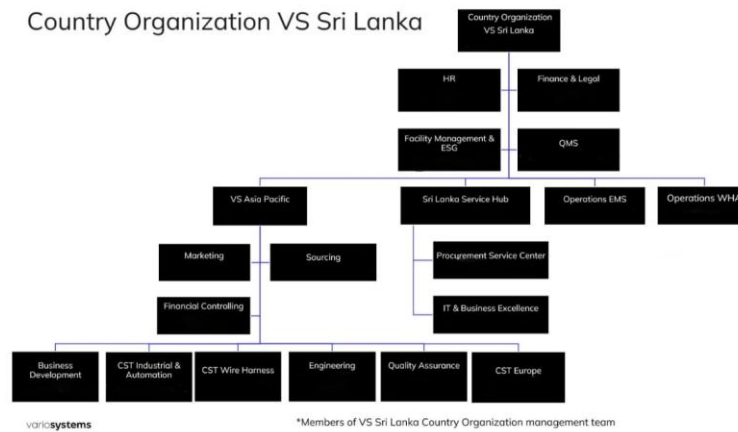 Country Organization VS Sri Lanka
Country Organization
VS Sri Lanka
HR
Finance & Legal
Facility Management &
ESG
QMS
VS Asia Pacific
Sri Lanka Service Hub
Operations EMS
Operations WHA
Marketing
Sourcing
Procurement Service Center
Financial Controlling
IT & Business Excellence
Business
Development
CST Industrial &
Automation
CST Wire Harness
Engineering
Quality Assurance
CST Europe
variosystems
*Members of VS Sri Lanka Country Organization management team